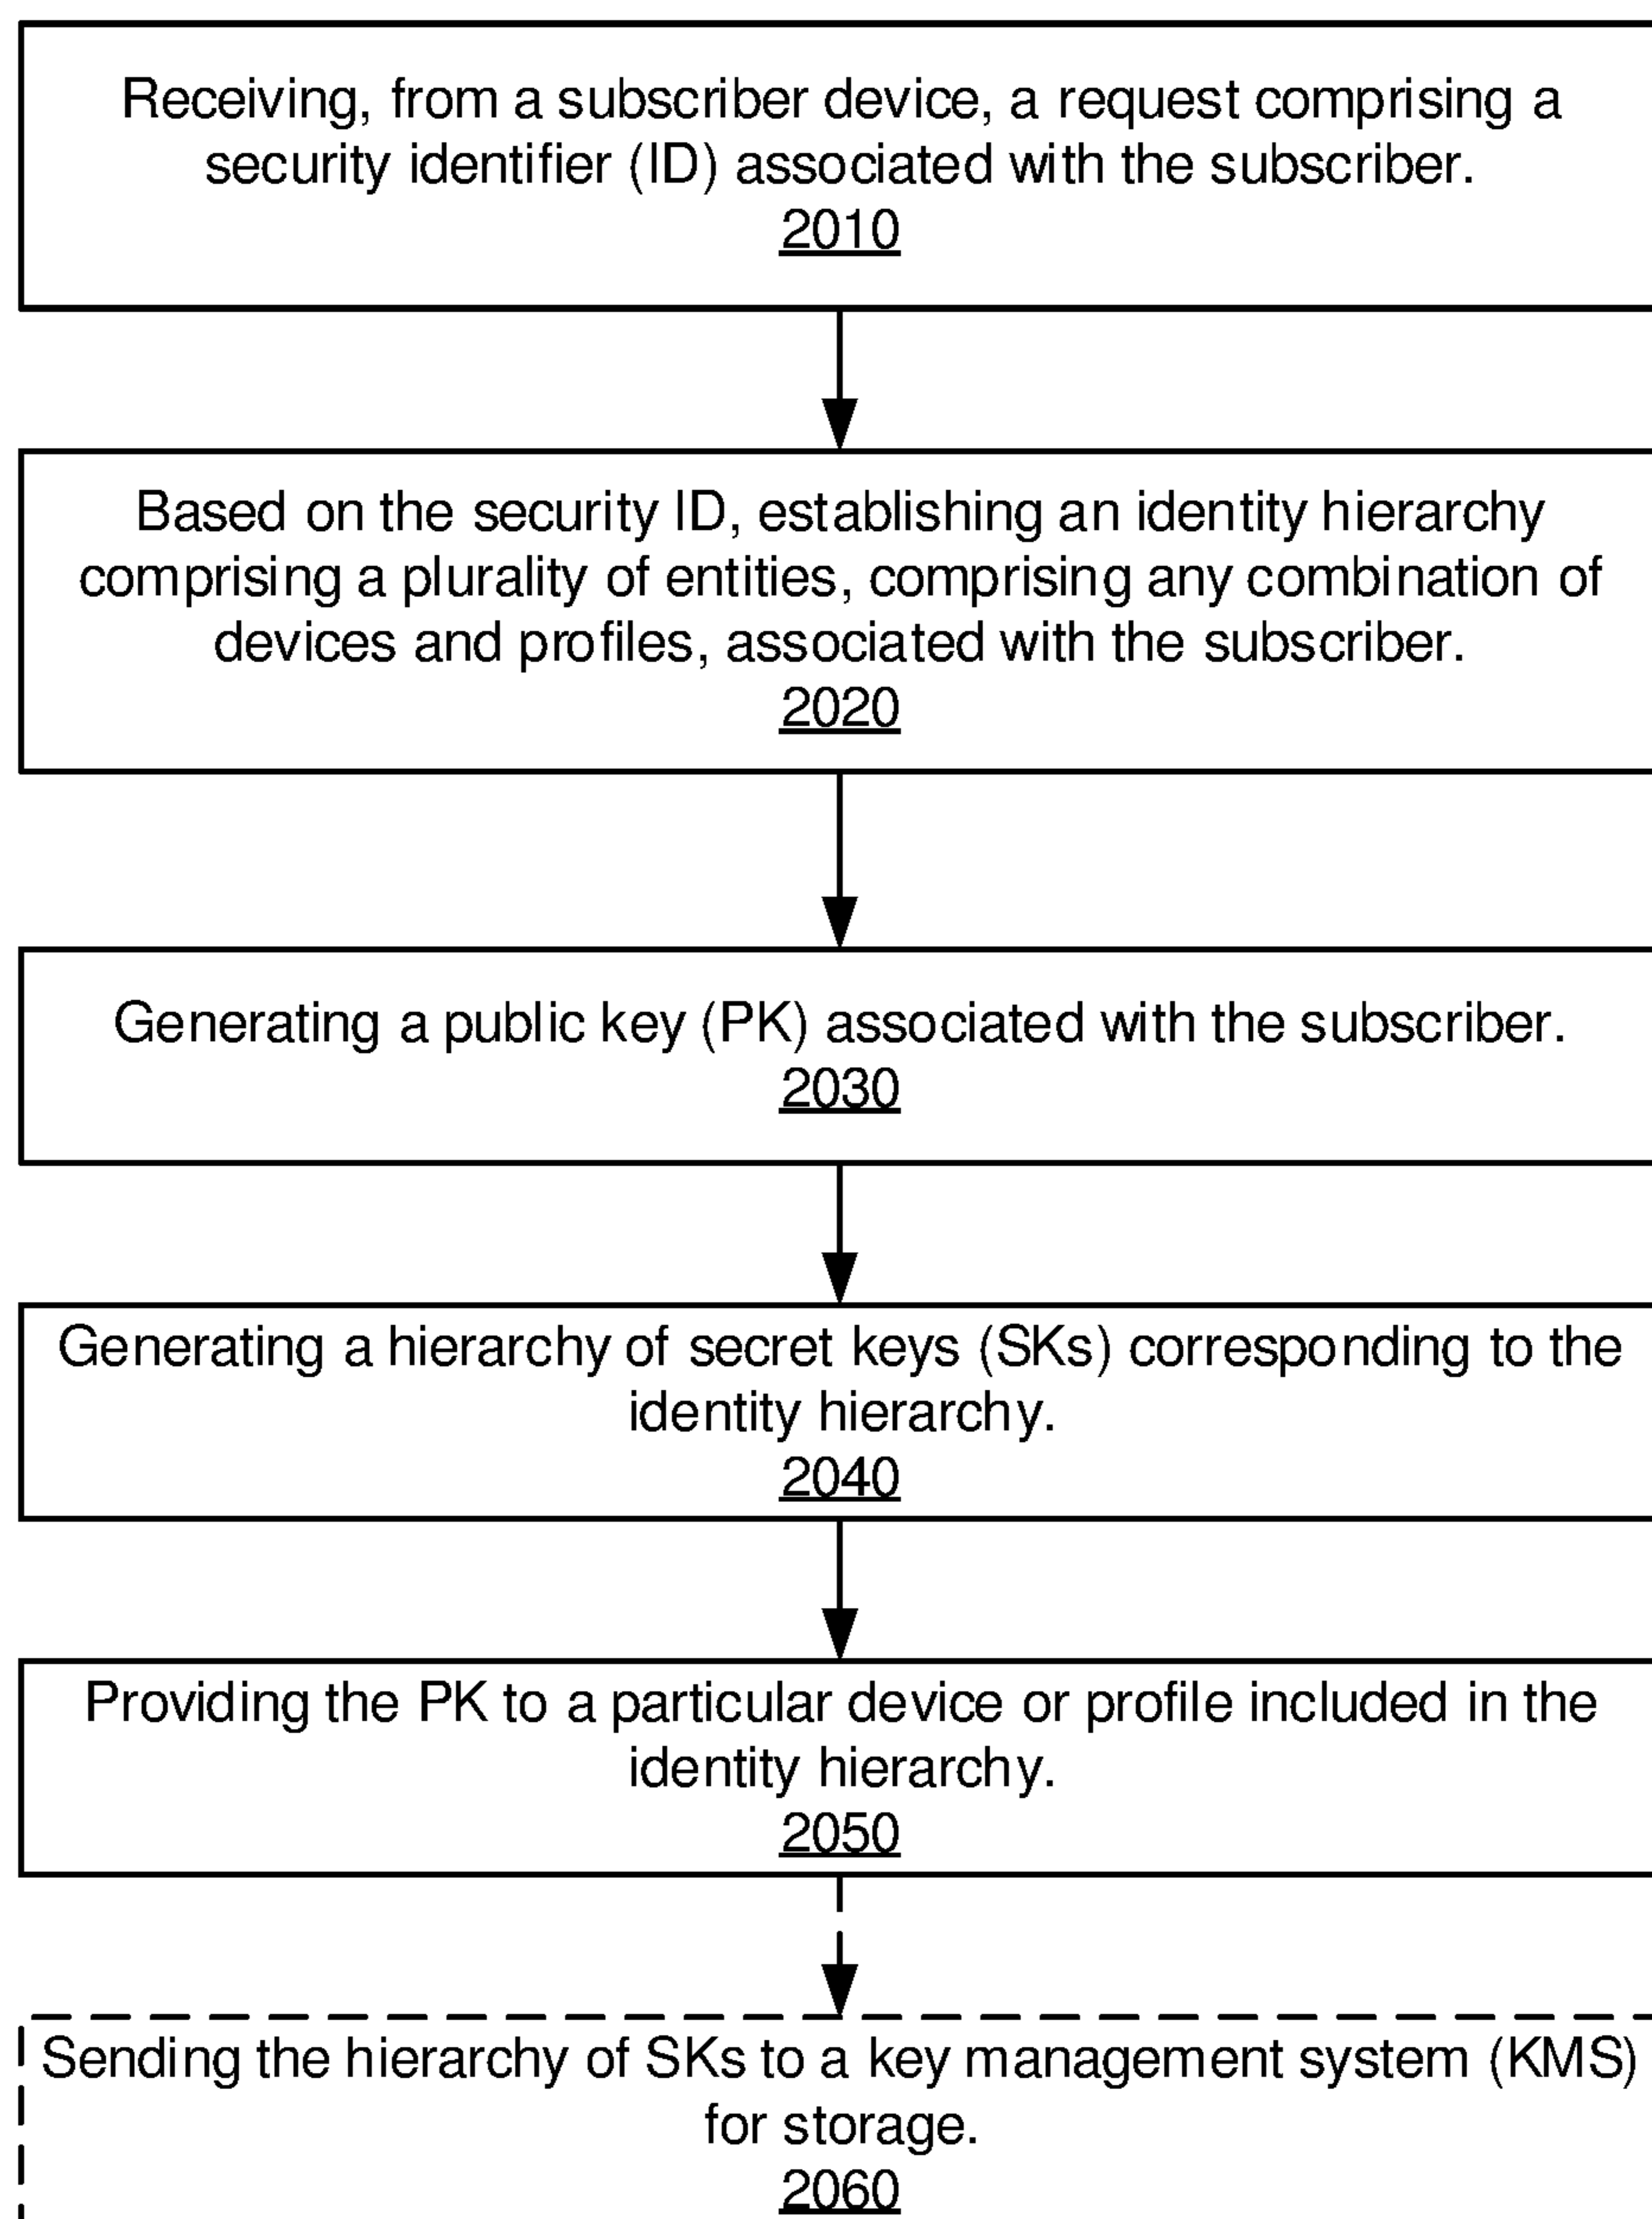 Receiving, from a subscriber device, a request comprising a
security identifier (ID) associated with the subscriber.
2010
Based on the security ID, establishing an identity hierarchy
comprising a plurality of entities, comprising any combination of
devices and profiles, associated with the subscriber.
2020
Generating a public key (PK) associated with the subscriber.
2030
Generating a hierarchy of secret keys (SKs) corresponding to the
identity hierarchy.
2040
Providing the PK to a particular device or profile included in the
identity hierarchy.
2050
Sending the hierarchy of SKs to a key management system (KMS)
for storage.
2060